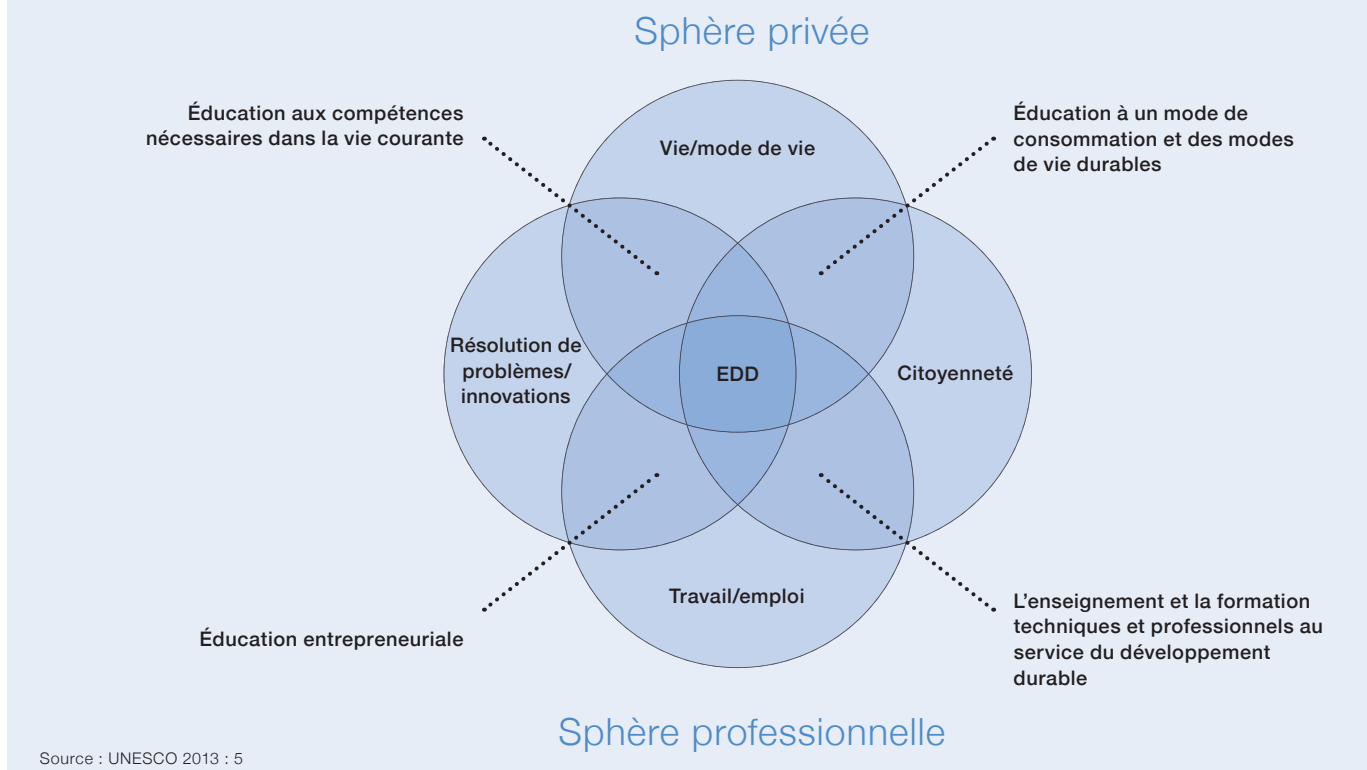 Sphère privée
Éducation aux compétences
nécessaires dans la vie courante
Éducation à un mode de
consommation et des modes
de vie durables
Vie/mode de vie
Résolution de
problèmes/
innovations
EDD
Citoyenneté
Travail/emploi
Éducation entrepreneuriale
L’enseignement et la formation
techniques et professionnels au
service du développement
durable
Sphère professionnelle
Source : UNESCO 2013 : 5